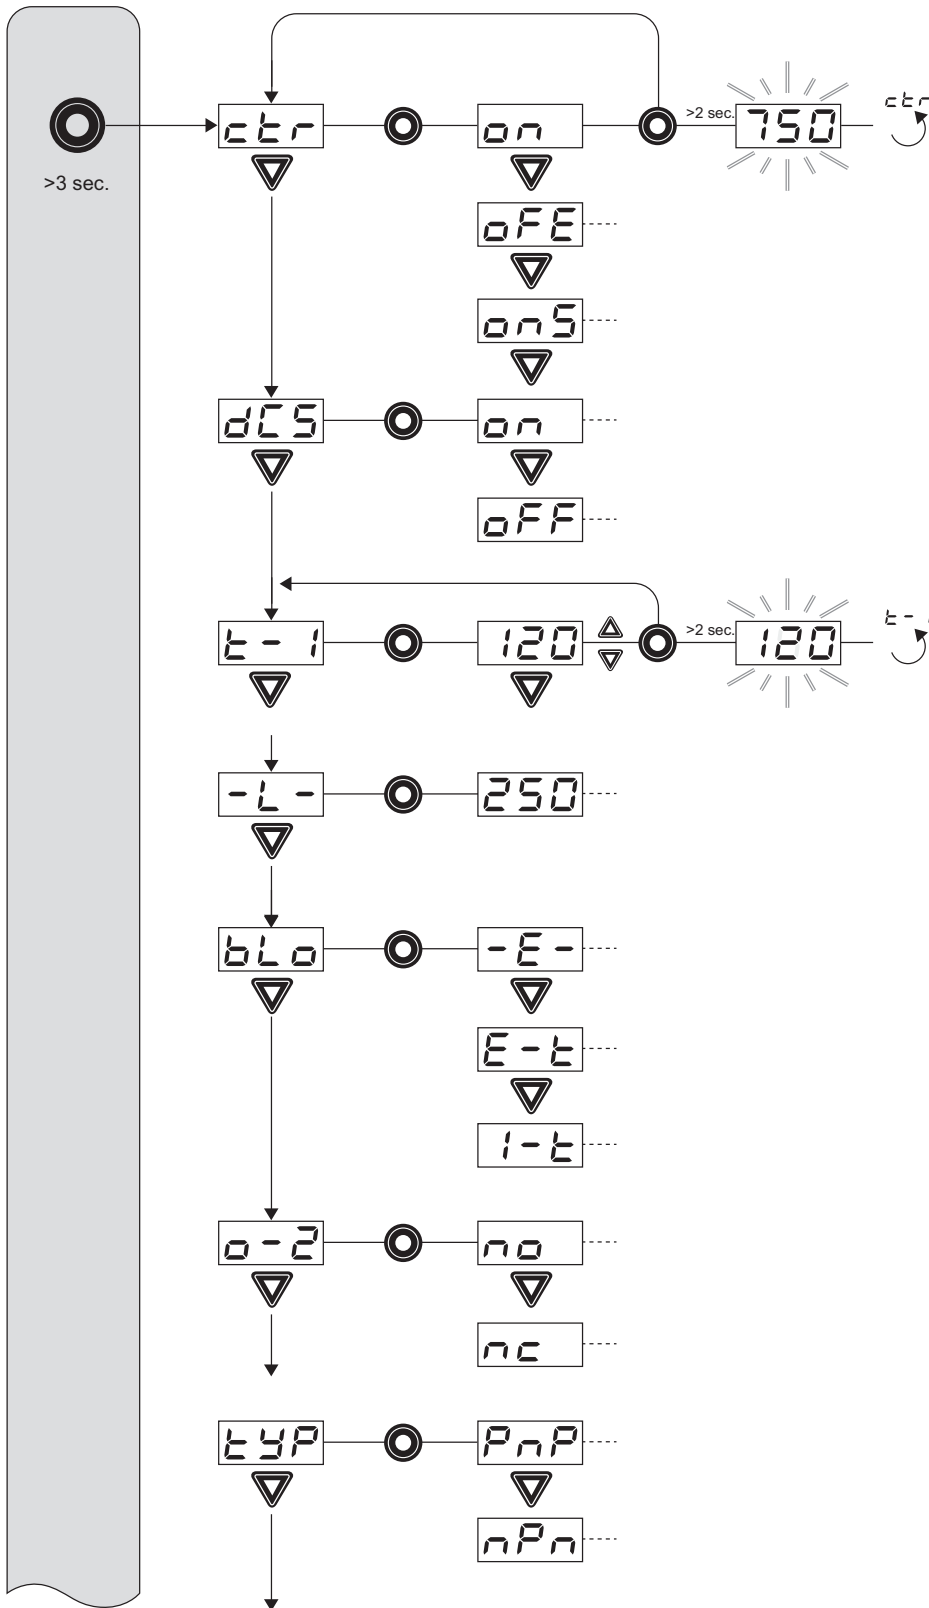 ctr on >2 sec. 750 ctr
>3 sec.
oFE
onS
dCS on
oFF
t-1 120 >2 sec. 120
-L- 250
bLo -E-
E-t
1-t
o-2 no
nc
tYP PnP
nPn